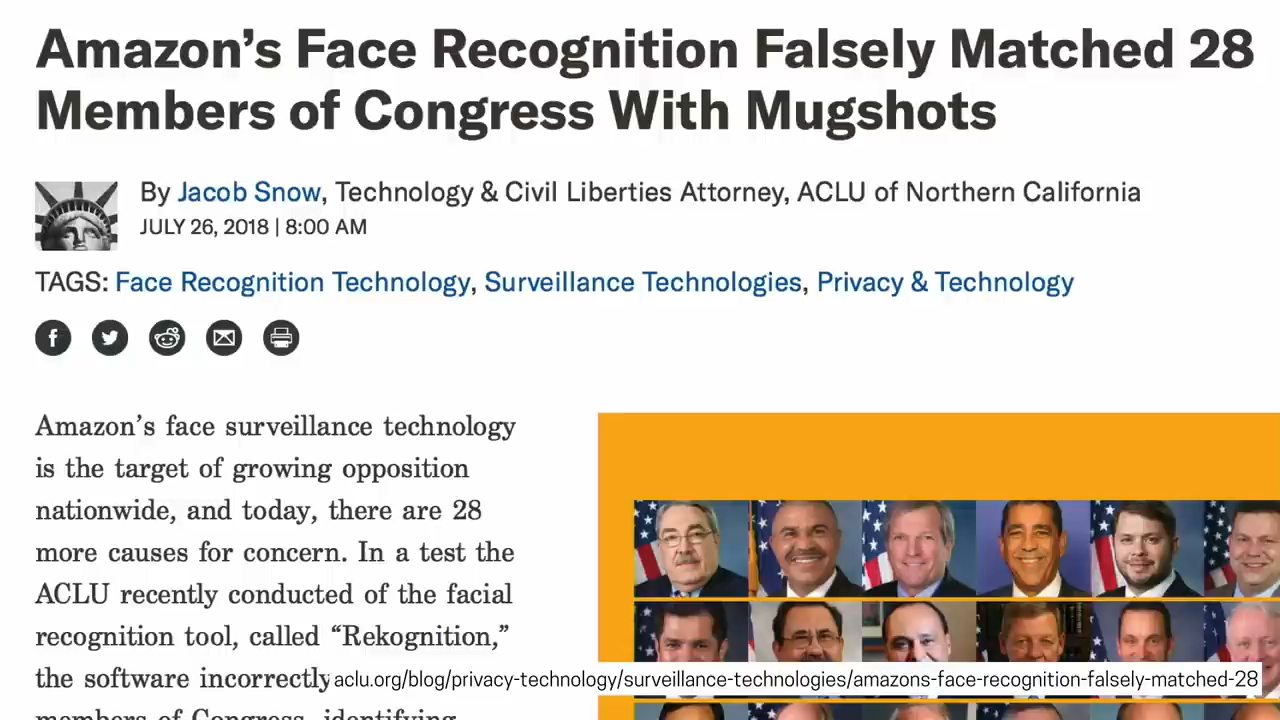 Amazon’s Face Recognition Falsely Matched 28
Members of Congress With Mugshots
By Jacob Snow, Technology & Civil Liberties Attorney, ACLU of Northern California
JULY 26, 2018 | 8:00 AM
TAGS: Face Recognition Technology, Surveillance Technologies, Privacy & Technology
Amazon’s face surveillance technology
is the target of growing opposition
nationwide, and today, there are 28
more causes for concern. In a test the
ACLU recently conducted of the facial
recognition tool, called “Rekognition,”
the software incorrectly
aclu.org/blog/privacy-technology/surveillance-technologies/amazons-face-recognition-falsely-matched-28
members of Congress, identifying